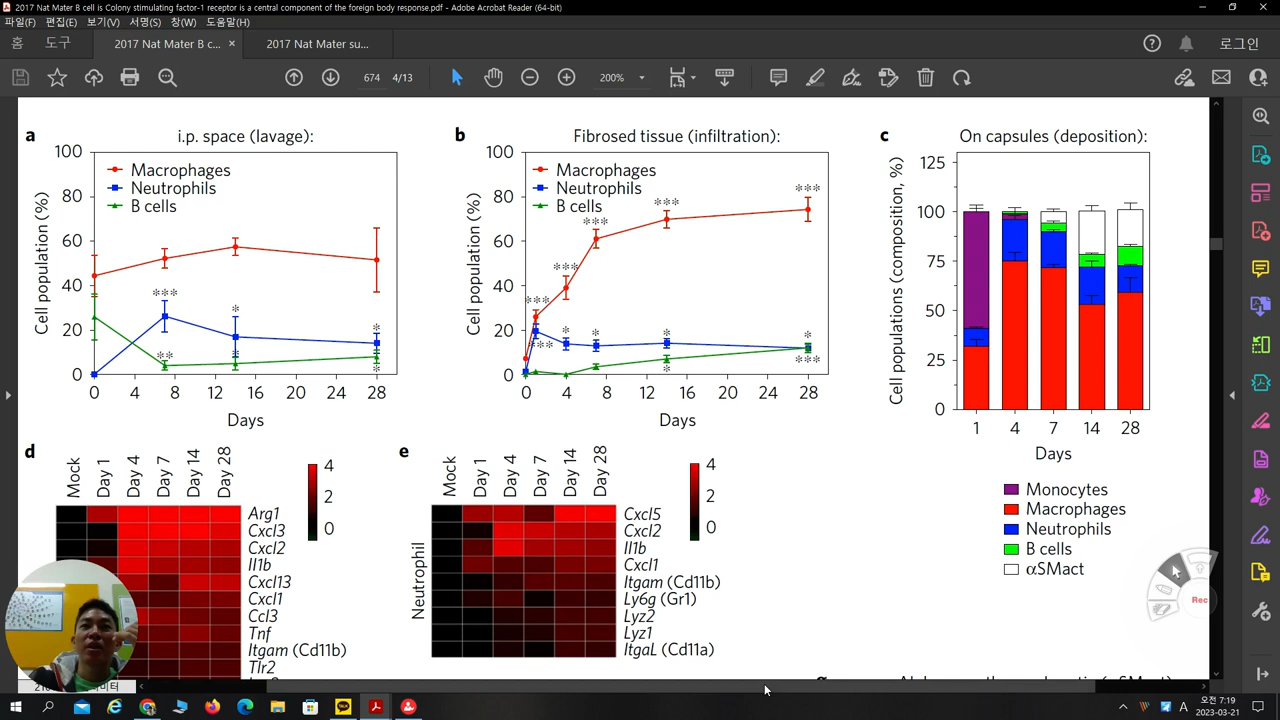 2017 Nat Mater B cell is Colony stimulating factor-1 receptor is a central component of the foreign body response.pdf - Adobe Acrobat Reader (64-bit)
파일(F) 편집(E) 보기(V) 서명(S) 창(W) 도움말(H)
홈 도구 2017 Nat Mater B c... × 2017 Nat Mater su... 로그인
674 4/13 200%
a i.p. space (lavage):
100
80
60
40
20
0
Cell population (%)
Macrophages
Neutrophils
B cells
***
**
*
*
*
*
0 4 8 12 16 20 24 28
Days
b Fibrosed tissue (infiltration):
100
80
60
40
20
0
Cell population (%)
Macrophages
Neutrophils
B cells
***
***
***
***
***
***
*
*
*
*
*
***
0 4 8 12 16 20 24 28
Days
c On capsules (deposition):
125
100
75
50
25
0
Cell populations (composition, %)
1 4 7 14 28
Days
Monocytes
Macrophages
Neutrophils
B cells
αSMact
d
Mock Day 1 Day 4 Day 7 Day 14 Day 28
4
2
0
Arg1
Cxcl3
Cxcl2
Il1b
Cxcl13
Cxcl1
Ccl3
Tnf
Itgam (Cd11b)
Tlr2
e
Mock Day 1 Day 4 Day 7 Day 14 Day 28
4
2
0
Neutrophil
Cxcl5
Cxcl2
Il1b
Cxcl1
Itgam (Cd11b)
Ly6g (Gr1)
Lyz2
Lyz1
ItgaL (Cd11a)
Rec
TALK
A
오전 7:19
2023-03-21